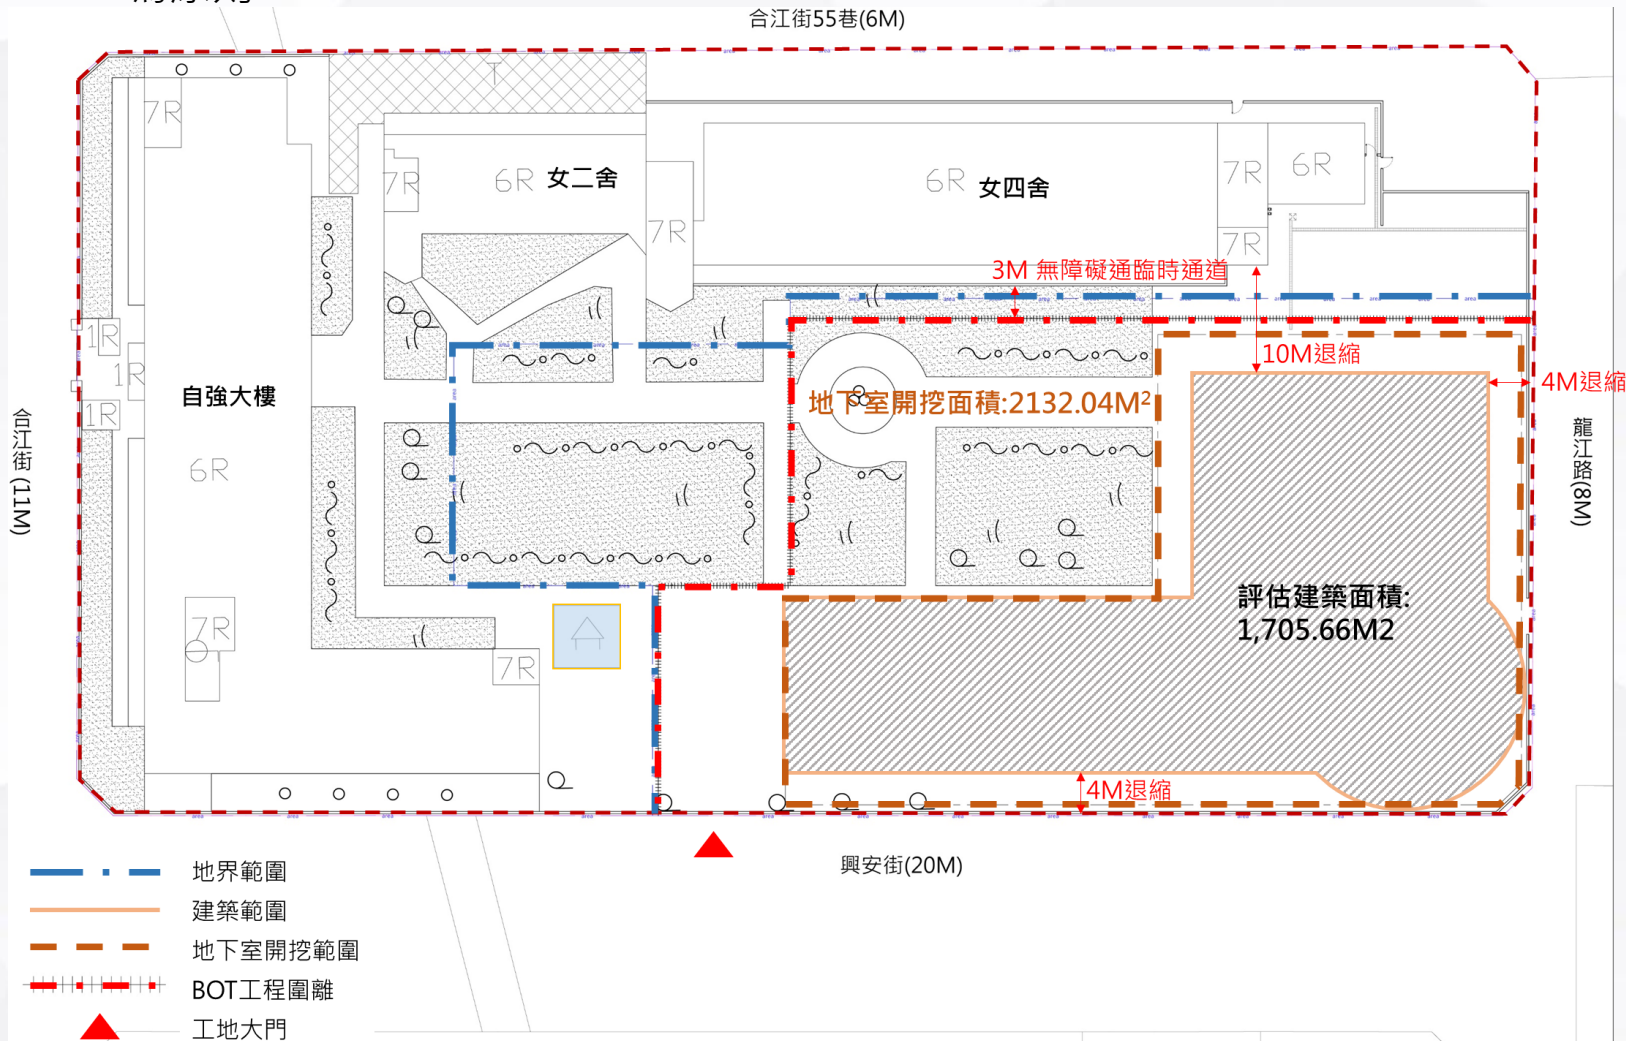 合江街55巷(6M)
7R
7R
6R 女二舍
7R
6R 女四舍
7R
6R
7R
3M 無障礙通臨時通道
1R
1R
1R
10M退縮
4M退縮
自強大樓
地下室開挖面積:2132.04M²
合江街 (11M)
龍江路(8M)
6R
評估建築面積:
1,705.66M2
7R
7R
4M退縮
興安街(20M)
地界範圍
建築範圍
地下室開挖範圍
BOT工程圍離
工地大門